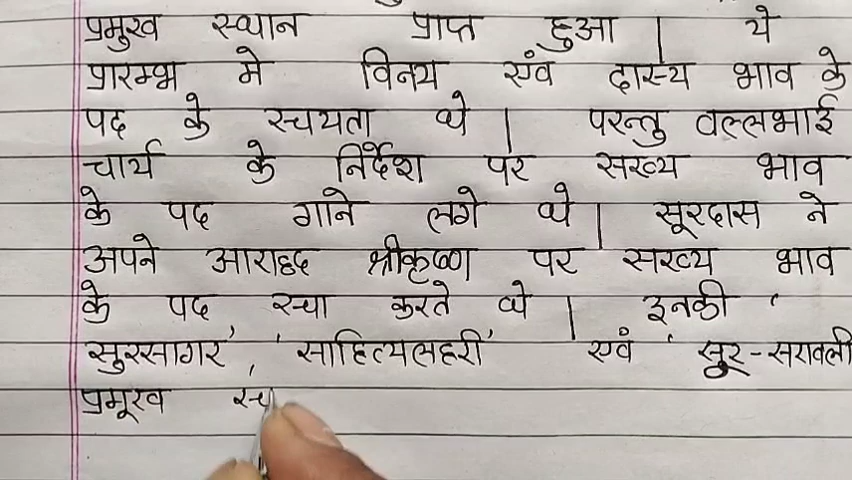 प्रमुख स्थान प्राप्त हुआ | ये
प्रारम्भ मे विनय एंव दास्य भाव के
पद के रचयता थे | परन्तु वल्लभाई
चार्य के निर्देश पर सख्य भाव
के पद गाने लगे थे | सूरदास ने
अपने आराध्द श्रीकृष्ण पर सख्य भाव
के पद रचा करते थे | इनकी '
सुरसागर', 'साहित्यलहरी' एवं 'सूर-सरावली
प्रमूख रच